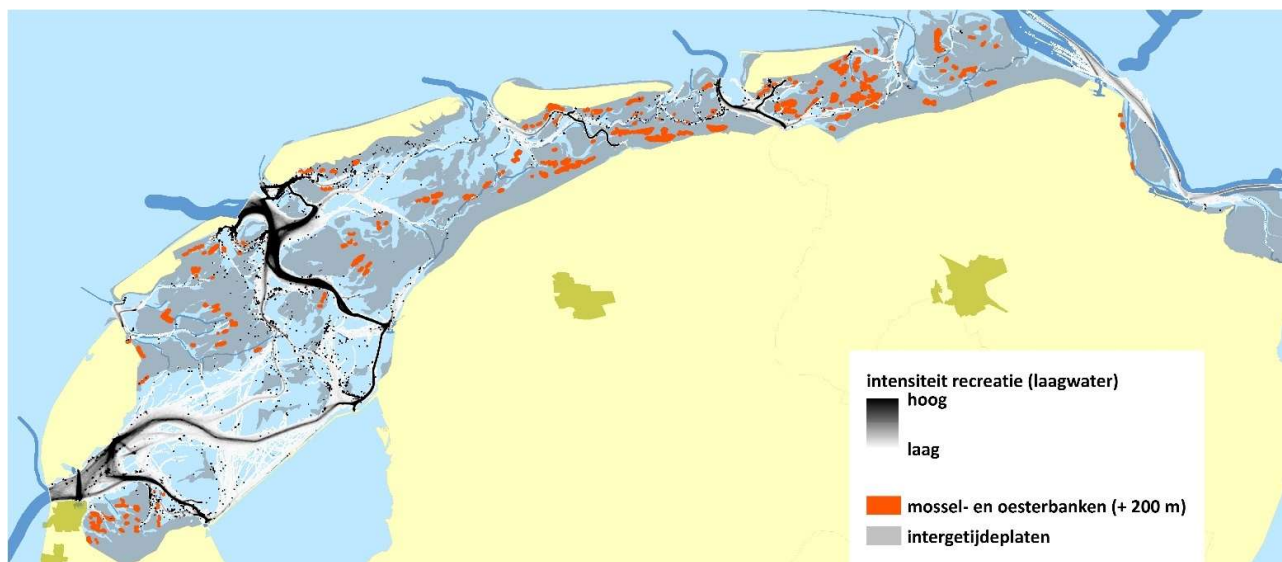 intensiteit recreatie (laagwater)
hoog
laag
mossel- en oesterbanken (+ 200 m)
intergetijdeplaten